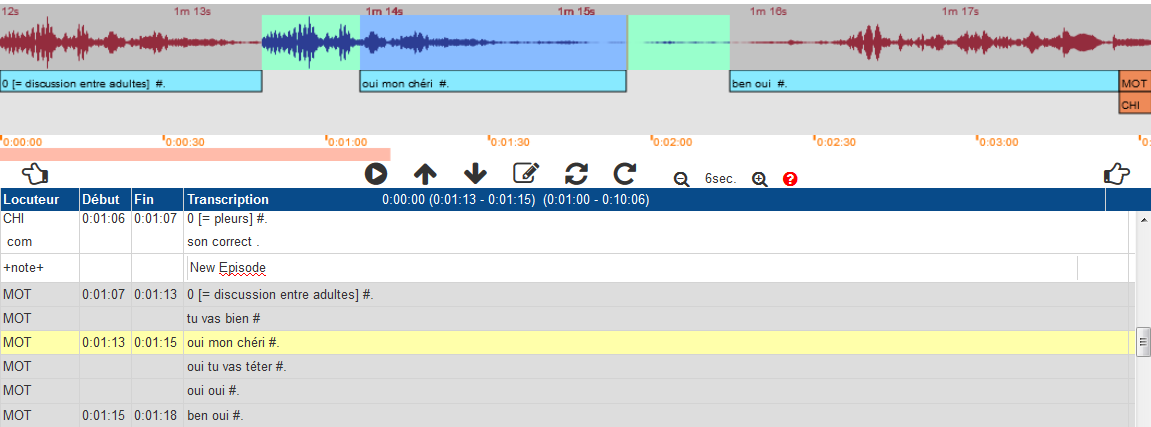 12s 1m 13s 1m 14s 1m 15s 1m 16s 1m 17s
0 [= discussion entre adultes] #. oui mon chéri #. ben oui #. MOT
CHI
0:00:00 0:00:30 0:01:00 0:01:30 0:02:00 0:02:30 0:03:00 0:
6sec. ?
Locuteur Début Fin Transcription 0:00:00 (0:01:13 - 0:01:15) (0:01:00 - 0:10:06)
CHI 0:01:06 0:01:07 0 [= pleurs] #.
com son correct .
+note+ New Episode
MOT 0:01:07 0:01:13 0 [= discussion entre adultes] #.
MOT tu vas bien #
MOT 0:01:13 0:01:15 oui mon chéri #.
MOT oui tu vas téter #.
MOT oui oui #.
MOT 0:01:15 0:01:18 ben oui #.